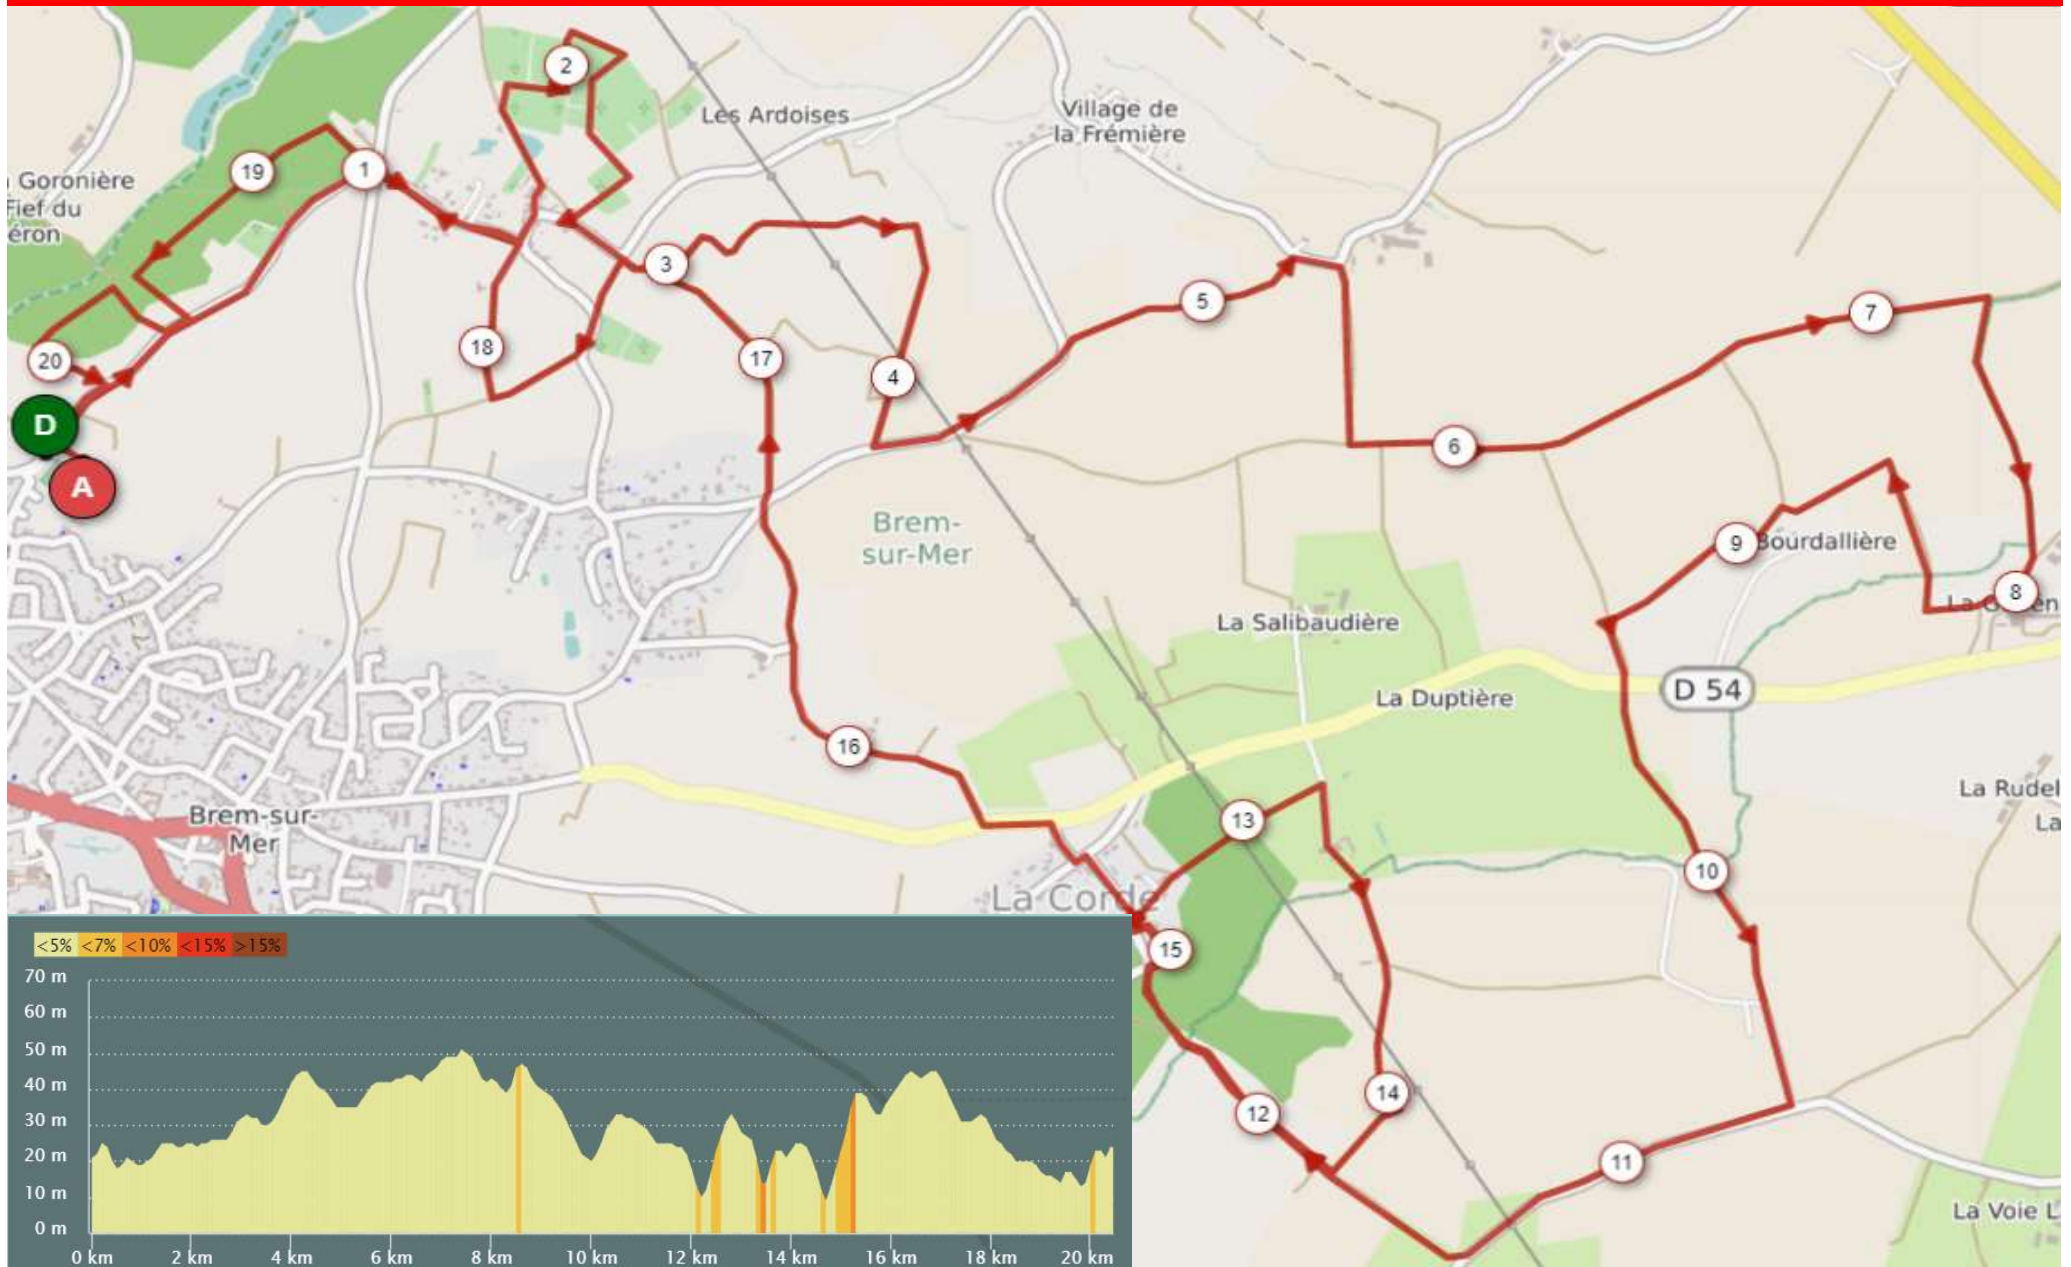 2
Les Ardoises
Village de
la Frémière
19
1
Goronière
Fief du
éron
3
5
7
20
18
17
4
D
6
A
Brem-
sur-Mer
9
Bourdallière
8
La Salibaudière
D 54
La Duptière
16
La Rudel
La
Brem-sur-
Mer
13
10
La Corde
15
14
12
11
La Voie L
<5% <7% <10% <15% >15%
70 m
60 m
50 m
40 m
30 m
20 m
10 m
0 m
0 km 2 km 4 km 6 km 8 km 10 km 12 km 14 km 16 km 18 km 20 km